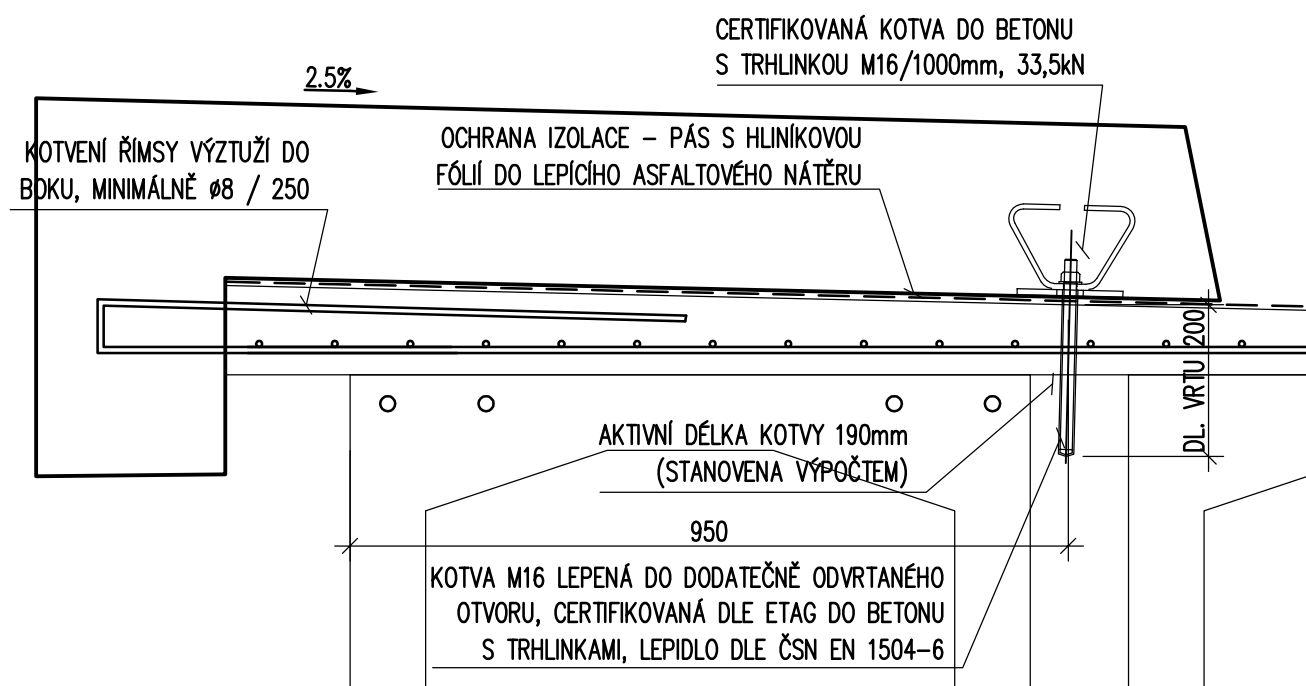 CERTIFIKOVANÁ KOTVA DO BETONU
S TRHLINKOU M16/1000mm, 33,5kN
2.5%
OCHRANA IZOLACE – PÁS S HLINÍKOVOU
FÓLIÍ DO LEPÍCÍHO ASFALTOVÉHO NÁTĚRU
KOTVENÍ ŘÍMSY VÝZTUŽÍ DO
BOKU, MINIMÁLNĚ ø8 / 250
DL. VRTU 200
AKTIVNÍ DÉLKA KOTVY 190mm
(STANOVENA VÝPOČTEM)
950
KOTVA M16 LEPENÁ DO DODATEČNĚ ODVRTANÉHO
OTVORU, CERTIFIKOVANÁ DLE ETAG DO BETONU
S TRHLINKAMI, LEPIDLO DLE ČSN EN 1504-6